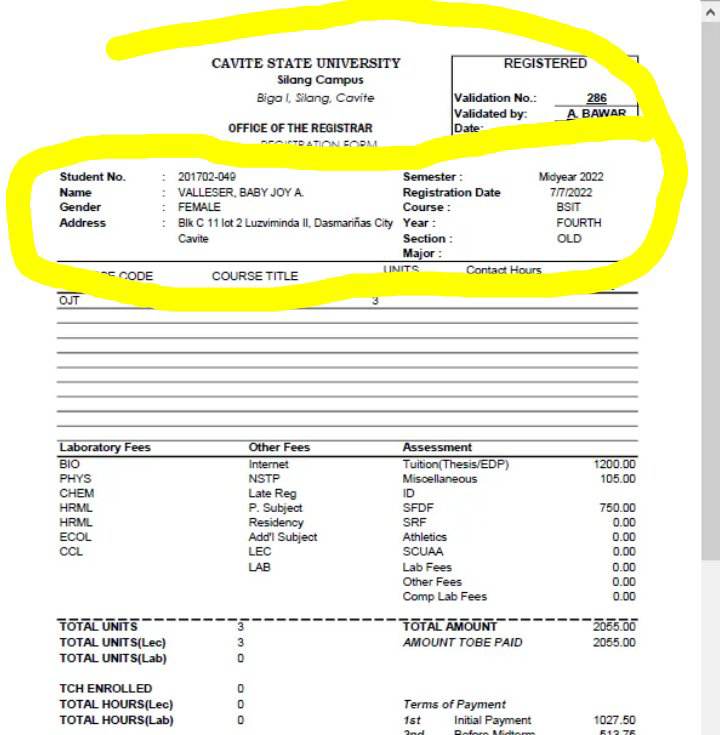 CAVITE STATE UNIVERSITY
Silang Campus
Biga I, Silang, Cavite
REGISTERED
Validation No.: 286
Validated by: A. BAWAR
Date:
OFFICE OF THE REGISTRAR
REGISTRATION FORM
Student No. : 201702-049 Semester : Midyear 2022
Name : VALLESER, BABY JOY A. Registration Date 7/7/2022
Gender : FEMALE Course : BSIT
Address : Blk C 11 lot 2 Luzviminda II, Dasmariñas City Year : FOURTH
Cavite Section : OLD
Major :
CODE COURSE TITLE UNITS Contact Hours
OJT 3
Laboratory Fees Other Fees Assessment
BIO Internet Tuition(Thesis/EDP) 1200.00
PHYS NSTP Miscellaneous 105.00
CHEM Late Reg ID
HRML P. Subject SFDF 750.00
HRML Residency SRF 0.00
ECOL Add'l Subject Athletics 0.00
CCL LEC SCUAA 0.00
LAB Lab Fees 0.00
Other Fees 0.00
Comp Lab Fees 0.00
TOTAL UNITS 3 TOTAL AMOUNT 2055.00
TOTAL UNITS(Lec) 3 AMOUNT TOBE PAID 2055.00
TOTAL UNITS(Lab) 0
TCH ENROLLED 0
TOTAL HOURS(Lec) 0 Terms of Payment
TOTAL HOURS(Lab) 0 1st Initial Payment 1027.50
2nd Before Midterm 513.75